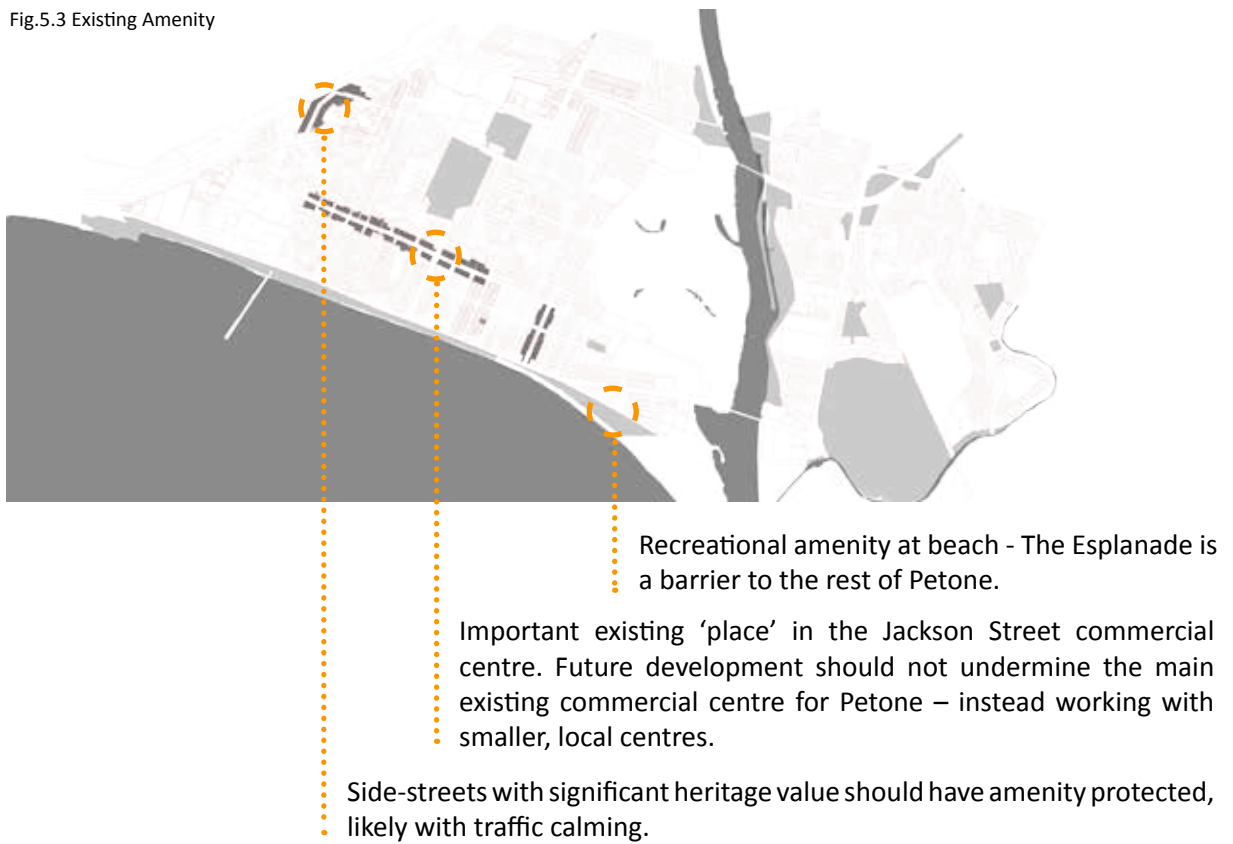 Fig.5.3 Existing Amenity
Recreational amenity at beach - The Esplanade is
a barrier to the rest of Petone.
Important existing ‘place’ in the Jackson Street commercial
centre. Future development should not undermine the main
existing commercial centre for Petone – instead working with
smaller, local centres.
Side-streets with significant heritage value should have amenity protected,
likely with traffic calming.